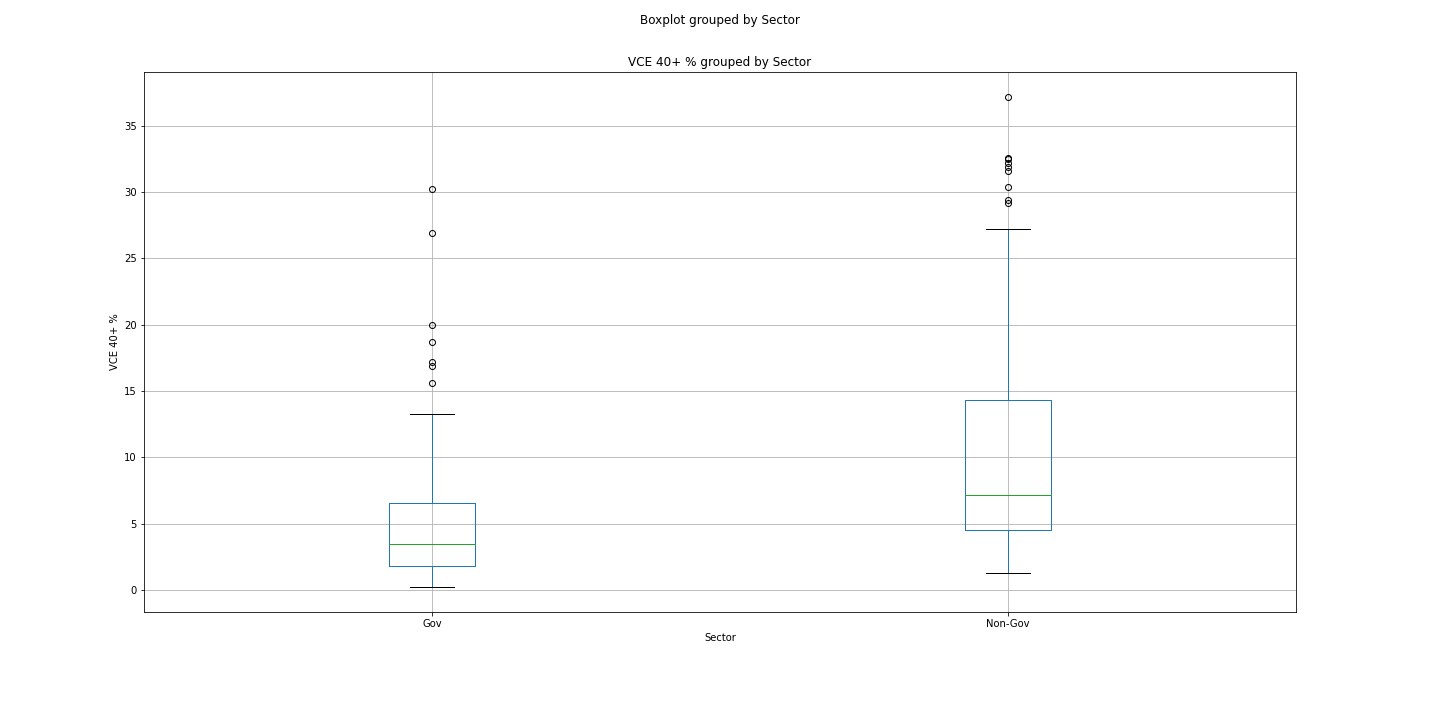 Boxplot grouped by Sector
VCE 40+ % grouped by Sector
35
30
25
20
15
10
5
0
VCE 40+ %
Gov
Non-Gov
Sector